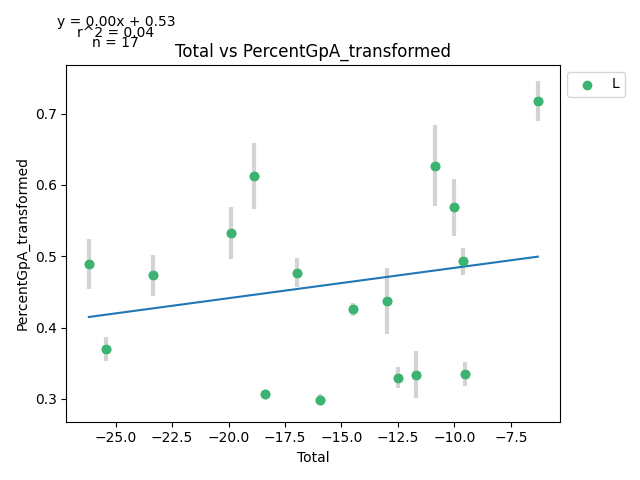 y = 0.00x + 0.53
r^2 = 0.04
n = 17
Total vs PercentGpA_transformed
L
PercentGpA_transformed
0.7
0.6
0.5
0.4
0.3
−25.0 −22.5 −20.0 −17.5 −15.0 −12.5 −10.0 −7.5
Total